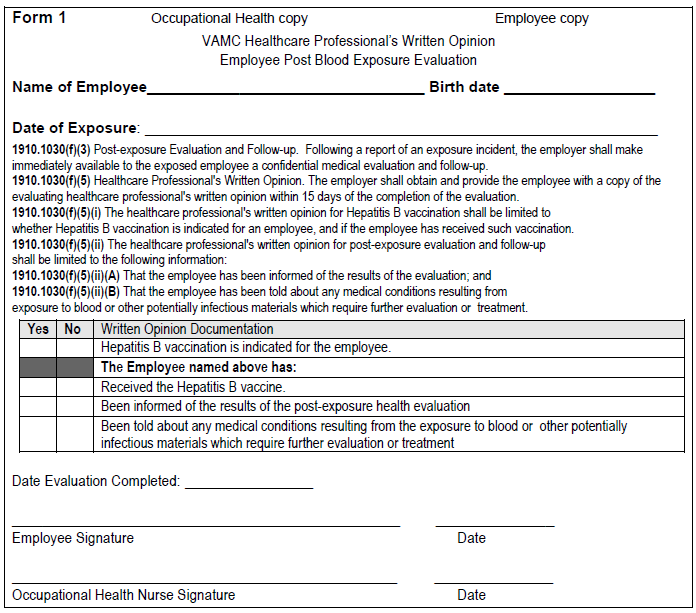 Form 1 Occupational Health copy Employee copy
VAMC Healthcare Professional's Written Opinion
Employee Post Blood Exposure Evaluation
Name of Employee_________________________________ Birth date __________________
Date of Exposure: ______________________________________________________________
1910.1030(f)(3) Post-exposure Evaluation and Follow-up. Following a report of an exposure incident, the employer shall make
immediately available to the exposed employee a confidential medical evaluation and follow-up.
1910.1030(f)(5) Healthcare Professional's Written Opinion. The employer shall obtain and provide the employee with a copy of the
evaluating healthcare professional's written opinion within 15 days of the completion of the evaluation.
1910.1030(f)(5)(i) The healthcare professional's written opinion for Hepatitis B vaccination shall be limited to
whether Hepatitis B vaccination is indicated for an employee, and if the employee has received such vaccination.
1910.1030(f)(5)(ii) The healthcare professional's written opinion for post-exposure evaluation and follow-up
shall be limited to the following information:
1910.1030(f)(5)(ii)(A) That the employee has been informed of the results of the evaluation; and
1910.1030(f)(5)(ii)(B) That the employee has been told about any medical conditions resulting from
exposure to blood or other potentially infectious materials which require further evaluation or treatment.
Yes No Written Opinion Documentation
Hepatitis B vaccination is indicated for the employee.
The Employee named above has:
Received the Hepatitis B vaccine.
Been informed of the results of the post-exposure health evaluation
Been told about any medical conditions resulting from the exposure to blood or other potentially
infectious materials which require further evaluation or treatment
Date Evaluation Completed: ________________
Employee Signature Date
Occupational Health Nurse Signature Date